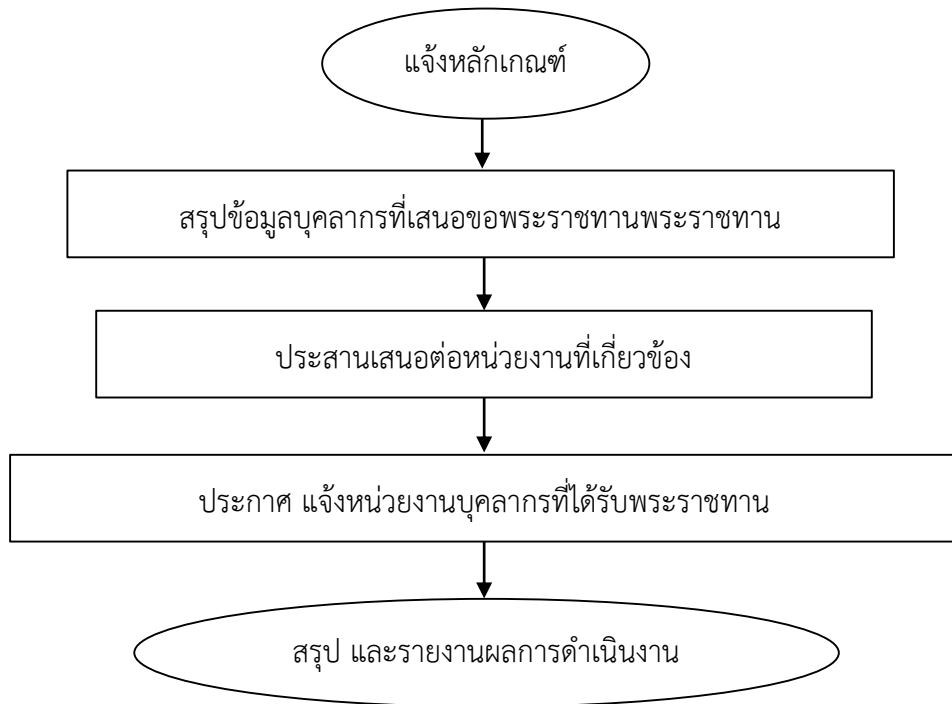 แจ้งหลักเกณฑ์
สรุปข้อมูลบุคลากรที่เสนอขอพระราชทานพระราชทาน
ประสานเสนอต่อหน่วยงานที่เกี่ยวข้อง
ประกาศ แจ้งหน่วยงานบุคลากรที่ได้รับพระราชทาน
สรุป และรายงานผลการดำเนินงาน